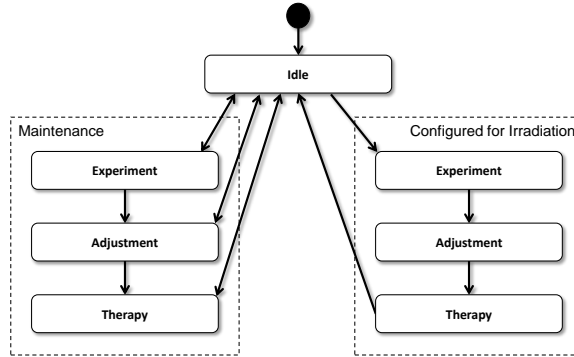 Idle
Maintenance
Configured for Irradiation
Experiment
Experiment
Adjustment
Adjustment
Therapy
Therapy